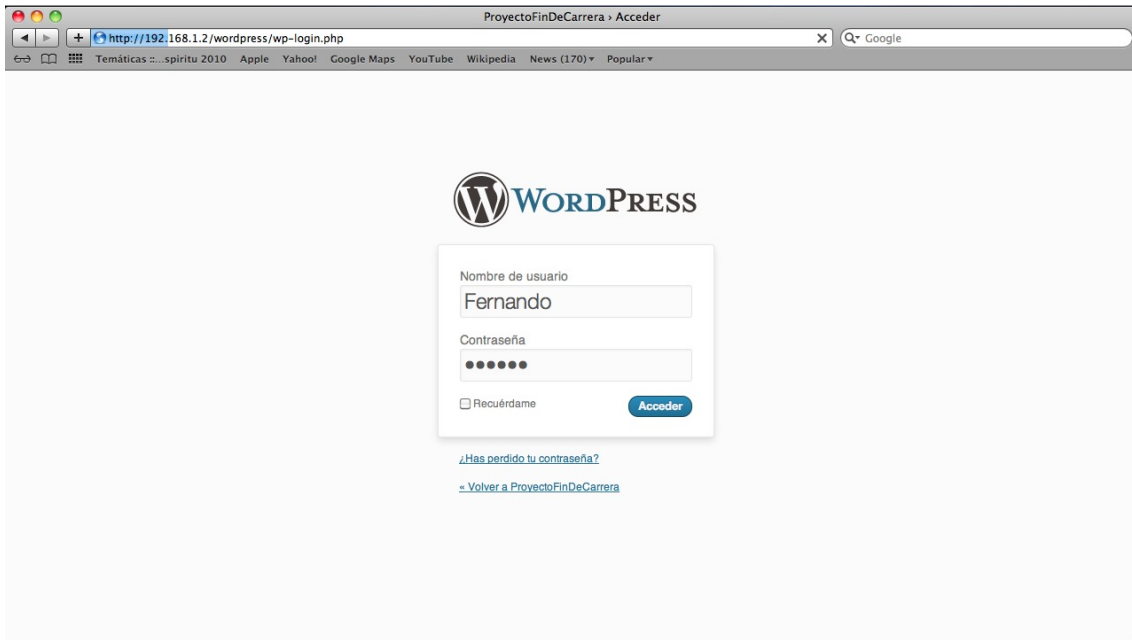 ProyectoFinDeCarrera › Acceder
http://192.168.1.2/wordpress/wp-login.php
Google
Temáticas ::...spíritu 2010 Apple Yahoo! Google Maps YouTube Wikipedia News (170) Popular
WORDPRESS
Nombre de usuario
Fernando
Contraseña
••••••
Recuérdame Acceder
¿Has perdido tu contraseña?
« Volver a ProyectoFinDeCarrera